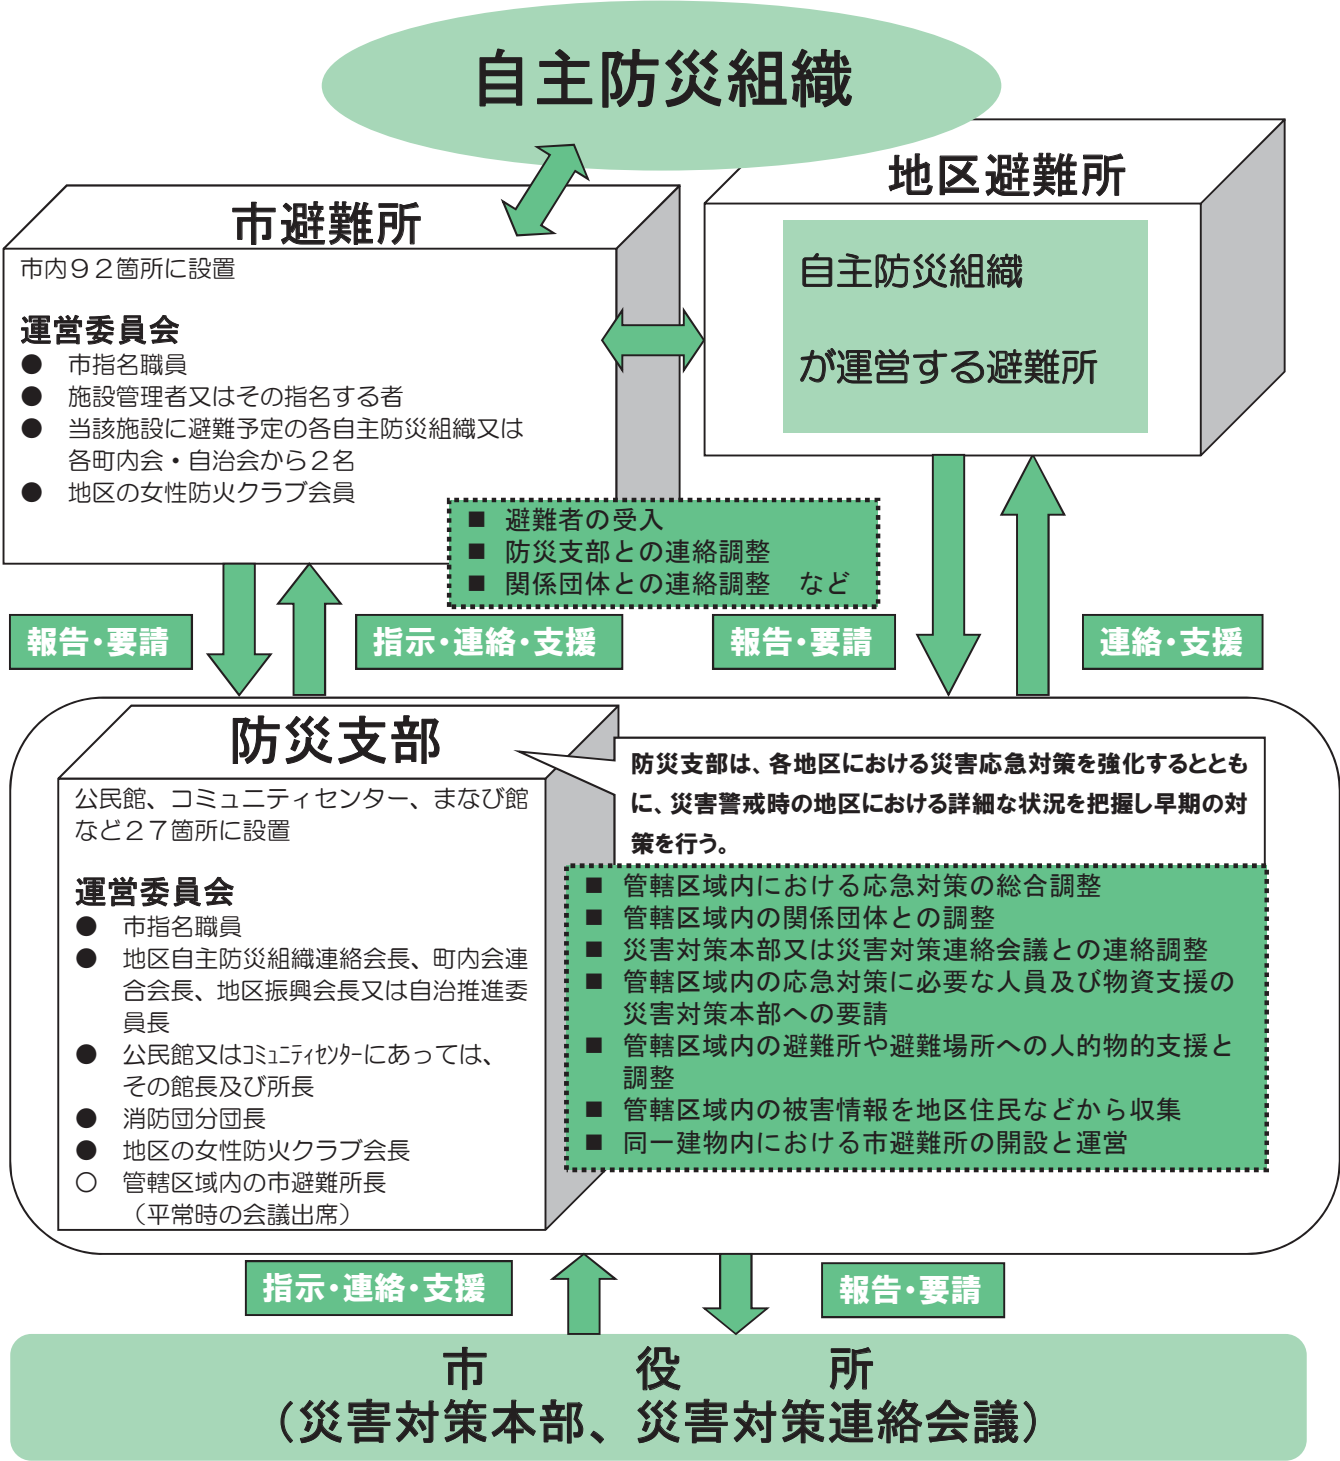 自主防災組織
地区避難所
自主防災組織
が運営する避難所
市避難所
市内９２箇所に設置
運営委員会
● 市指名職員
● 施設管理者又はその指名する者
● 当該施設に避難予定の各自主防災組織又は
各町内会・自治会から２名
● 地区の女性防火クラブ会員
■ 避難者の受入
■ 防災支部との連絡調整
■ 関係団体との連絡調整　など
報告・要請
指示・連絡・支援
報告・要請
連絡・支援
防災支部
公民館、コミュニティセンター、まなび館
など２７箇所に設置
運営委員会
● 市指名職員
● 地区自主防災組織連絡会長、町内会連
合会長、地区振興会長又は自治推進委
員長
● 公民館又はｺﾐｭﾆﾃｨｾﾝﾀｰにあっては、
その館長及び所長
● 消防団分団長
● 地区の女性防火クラブ会長
○ 管轄区域内の市避難所長
（平常時の会議出席）
防災支部は、各地区における災害応急対策を強化するととも
に、災害警戒時の地区における詳細な状況を把握し早期の対
策を行う。
■ 管轄区域内における応急対策の総合調整
■ 管轄区域内の関係団体との調整
■ 災害対策本部又は災害対策連絡会議との連絡調整
■ 管轄区域内の応急対策に必要な人員及び物資支援の
災害対策本部への要請
■ 管轄区域内の避難所や避難場所への人的物的支援と
調整
■ 管轄区域内の被害情報を地区住民などから収集
■ 同一建物内における市避難所の開設と運営
指示・連絡・支援
報告・要請
市　役　所
（災害対策本部、災害対策連絡会議）